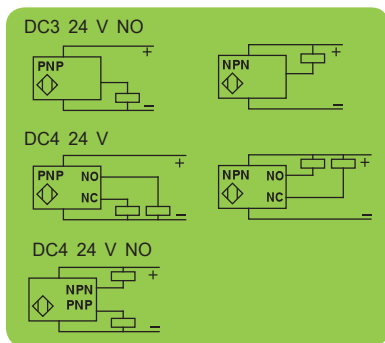 DC3 24 V NO
PNP + −
NPN + −
DC4 24 V
PNP NO NC + −
NPN NO NC + −
DC4 24 V NO
NPN PNP + −